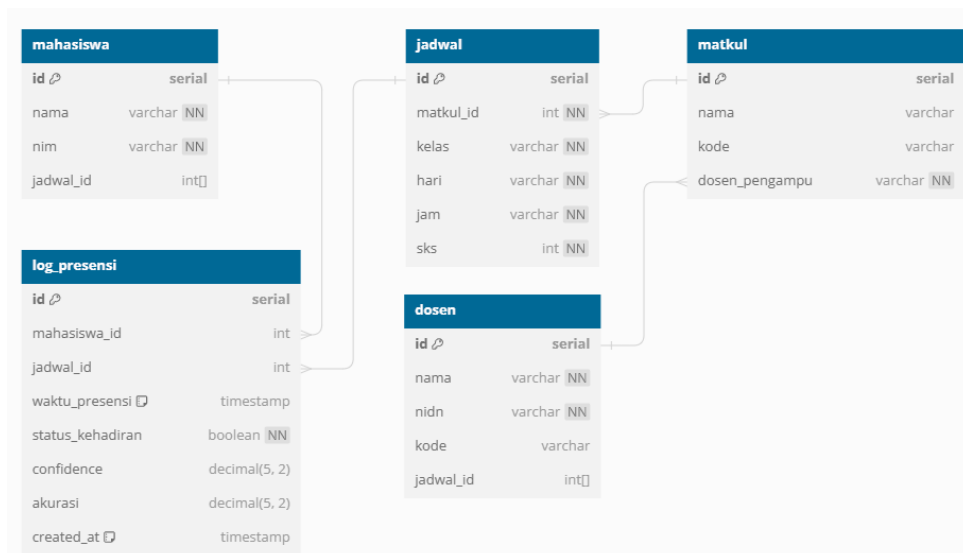 mahasiswa
id serial
nama varchar NN
nim varchar NN
jadwal_id int[]
log_presensi
id serial
mahasiswa_id int
jadwal_id int
waktu_presensi timestamp
status_kehadiran boolean NN
confidence decimal(5, 2)
akurasi decimal(5, 2)
created_at timestamp
jadwal
id serial
matkul_id int NN
kelas varchar NN
hari varchar NN
jam varchar NN
sks int NN
dosen
id serial
nama varchar NN
nidn varchar NN
kode varchar
jadwal_id int[]
matkul
id serial
nama varchar
kode varchar
dosen_pengampu varchar NN